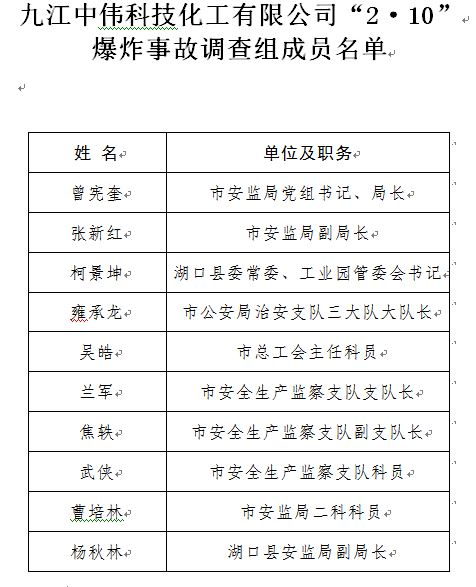 九江中伟科技化工有限公司“2·10”
爆炸事故调查组成员名单
姓 名 单位及职务
曾宪奎 市安监局党组书记、局长
张新红 市安监局副局长
柯景坤 湖口县委常委、工业园管委会书记
雍承龙 市公安局治安支队三大队大队长
吴皓 市总工会主任科员
兰军 市安全生产监察支队支队长
焦轶 市安全生产监察支队副支队长
武侠 市安全生产监察支队科员
曹培林 市安监局二科科员
杨秋林 湖口县安监局副局长